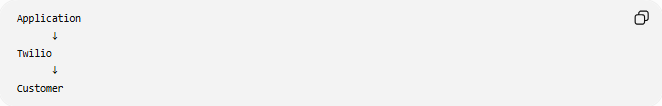 Application
↓
Twilio
↓
Customer